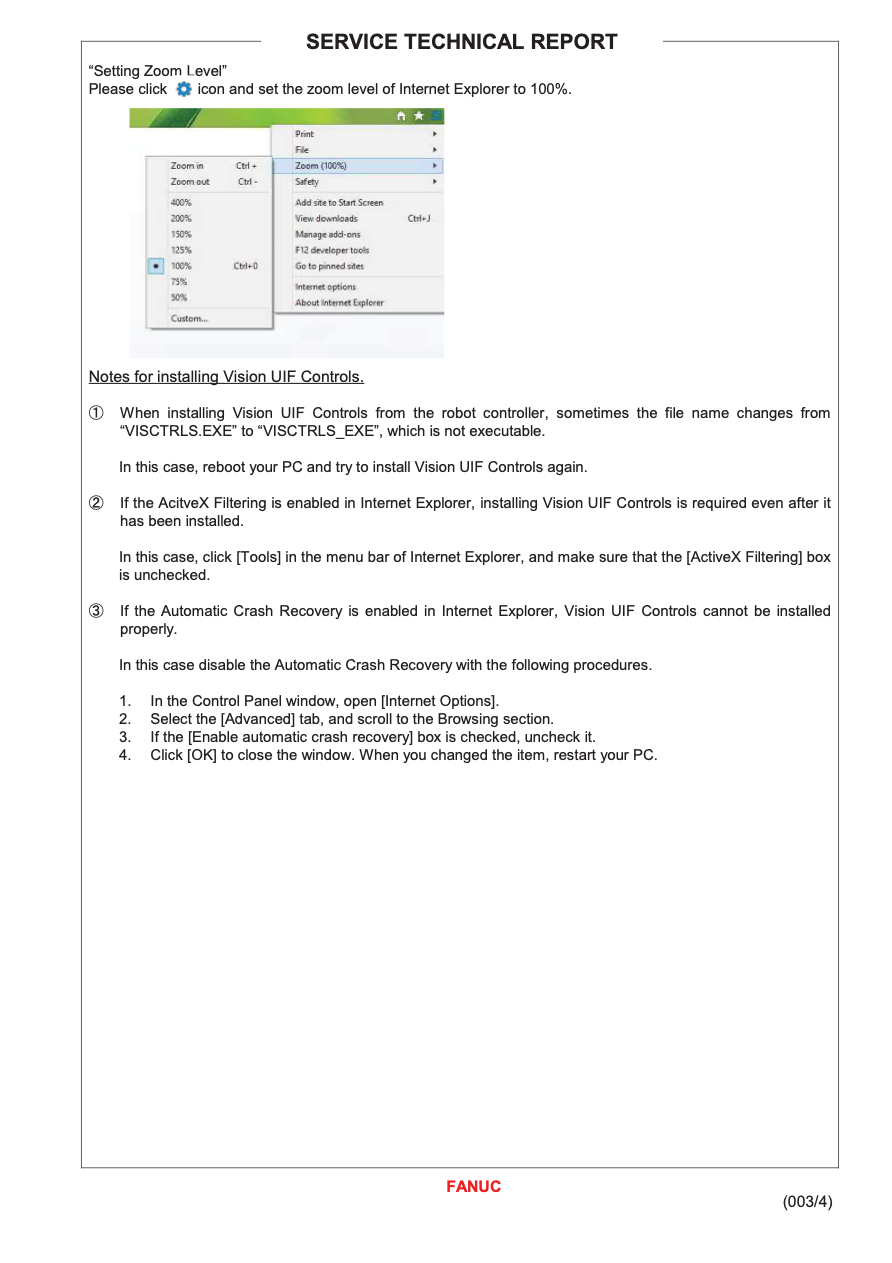 SERVICE TECHNICAL REPORT
“Setting Zoom Level”
Please click icon and set the zoom level of Internet Explorer to 100%.
Print
File
Zoom in Ctrl +
Zoom (100%)
Zoom out Ctrl -
Safety
400%
Add site to Start Screen
200%
View downloads Ctrl+J
150%
Manage add-ons
125%
F12 developer tools
100% Ctrl+0
Go to pinned sites
75%
Internet options
50%
About Internet Explorer
Custom...
Notes for installing Vision UIF Controls.
① When installing Vision UIF Controls from the robot controller, sometimes the file name changes from
“VISCTRLS.EXE” to “VISCTRLS_EXE”, which is not executable.
In this case, reboot your PC and try to install Vision UIF Controls again.
② If the AcitveX Filtering is enabled in Internet Explorer, installing Vision UIF Controls is required even after it
has been installed.
In this case, click [Tools] in the menu bar of Internet Explorer, and make sure that the [ActiveX Filtering] box
is unchecked.
③ If the Automatic Crash Recovery is enabled in Internet Explorer, Vision UIF Controls cannot be installed
properly.
In this case disable the Automatic Crash Recovery with the following procedures.
1. In the Control Panel window, open [Internet Options].
2. Select the [Advanced] tab, and scroll to the Browsing section.
3. If the [Enable automatic crash recovery] box is checked, uncheck it.
4. Click [OK] to close the window. When you changed the item, restart your PC.
FANUC
(003/4)